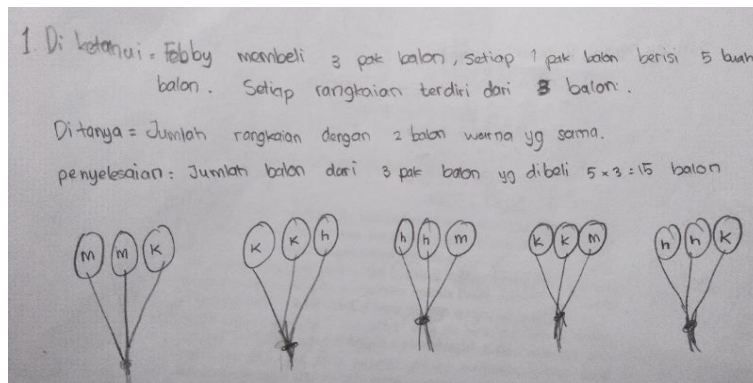 1. Di ketahui = Febby membeli 3 pak balon, setiap 1 pak balon berisi 5 buah
balon. Setiap rangkaian terdiri dari 3 balon.
Ditanya = Jumlah rangkaian dengan 2 balon warna yg sama.
penyelesaian = Jumlah balon dari 3 pak balon yg dibeli 5 x 3 = 15 balon
m m k k k h h h m k k m h h k